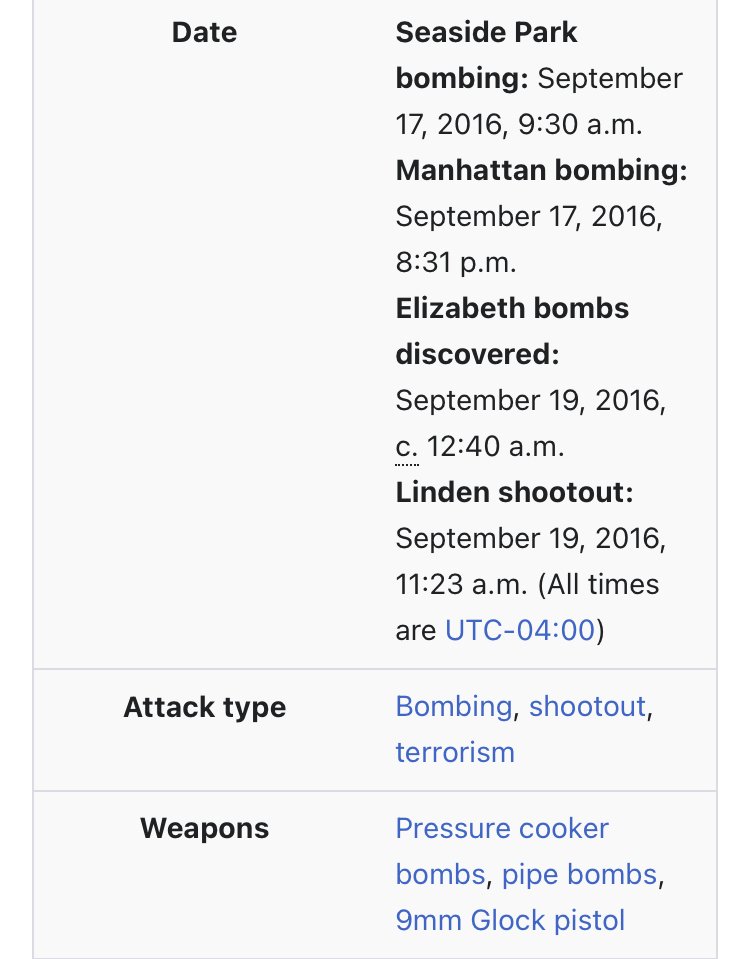 Date
Seaside Park
bombing: September
17, 2016, 9:30 a.m.
Manhattan bombing:
September 17, 2016,
8:31 p.m.
Elizabeth bombs
discovered:
September 19, 2016,
c. 12:40 a.m.
Linden shootout:
September 19, 2016,
11:23 a.m. (All times
are UTC-04:00)
Attack type
Bombing, shootout,
terrorism
Weapons
Pressure cooker
bombs, pipe bombs,
9mm Glock pistol